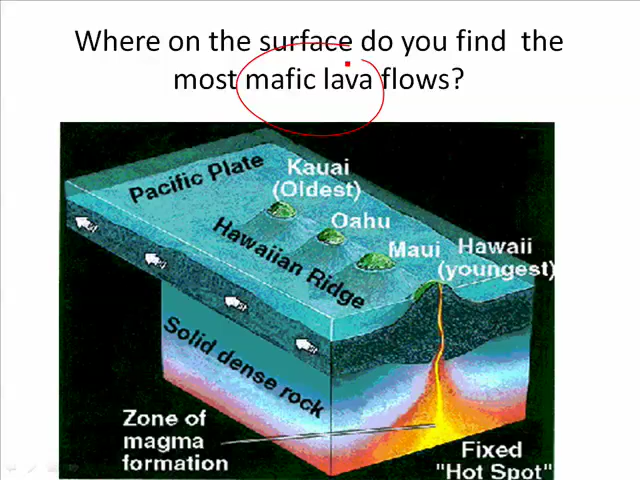 Where on the surface do you find the
most mafic lava flows?
Pacific Plate
Kauai
(Oldest)
Oahu
Maui
Hawaii
(youngest)
Hawaiian Ridge
Solid dense rock
Zone of
magma
formation
Fixed
"Hot Spot"